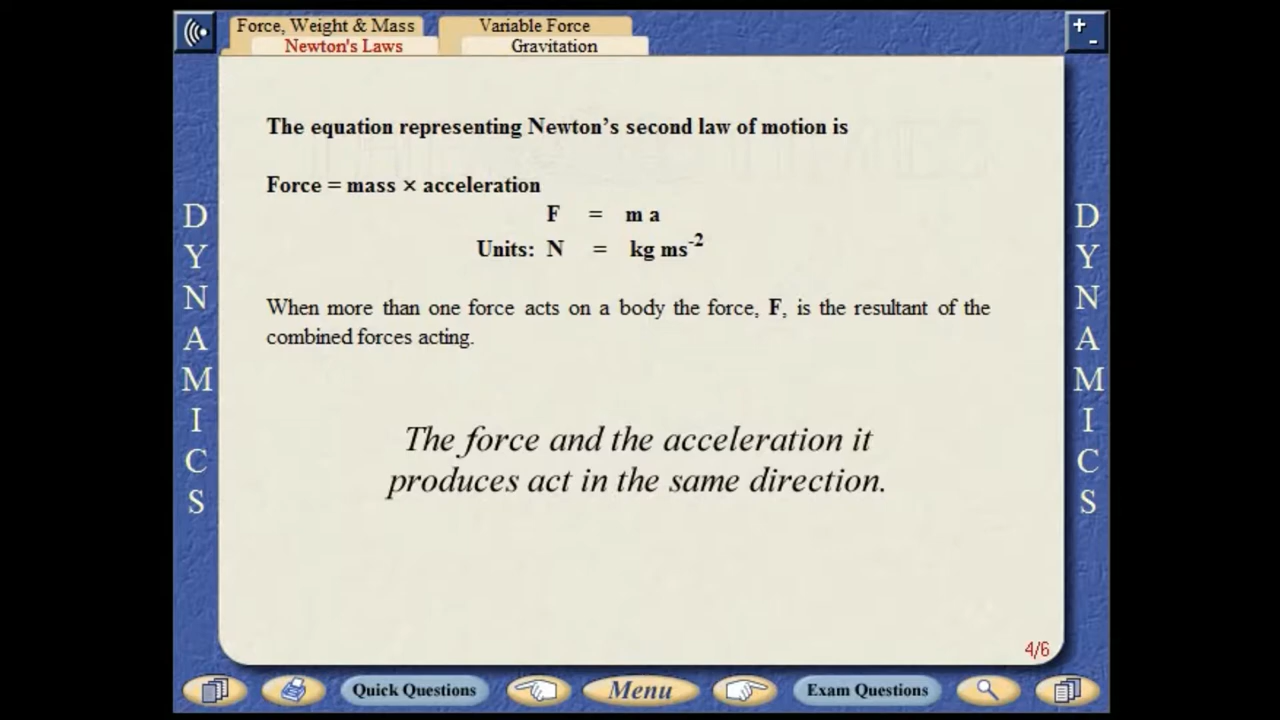 Force, Weight & Mass
Variable Force
Newton's Laws
Gravitation
+
-
The equation representing Newton's second law of motion is
Force = mass × acceleration
F = m a
Units: N = kg ms⁻²
When more than one force acts on a body the force, F, is the resultant of the
combined forces acting.
The force and the acceleration it
produces act in the same direction.
DYNAMICS
DYNAMICS
4/6
Quick Questions
Menu
Exam Questions